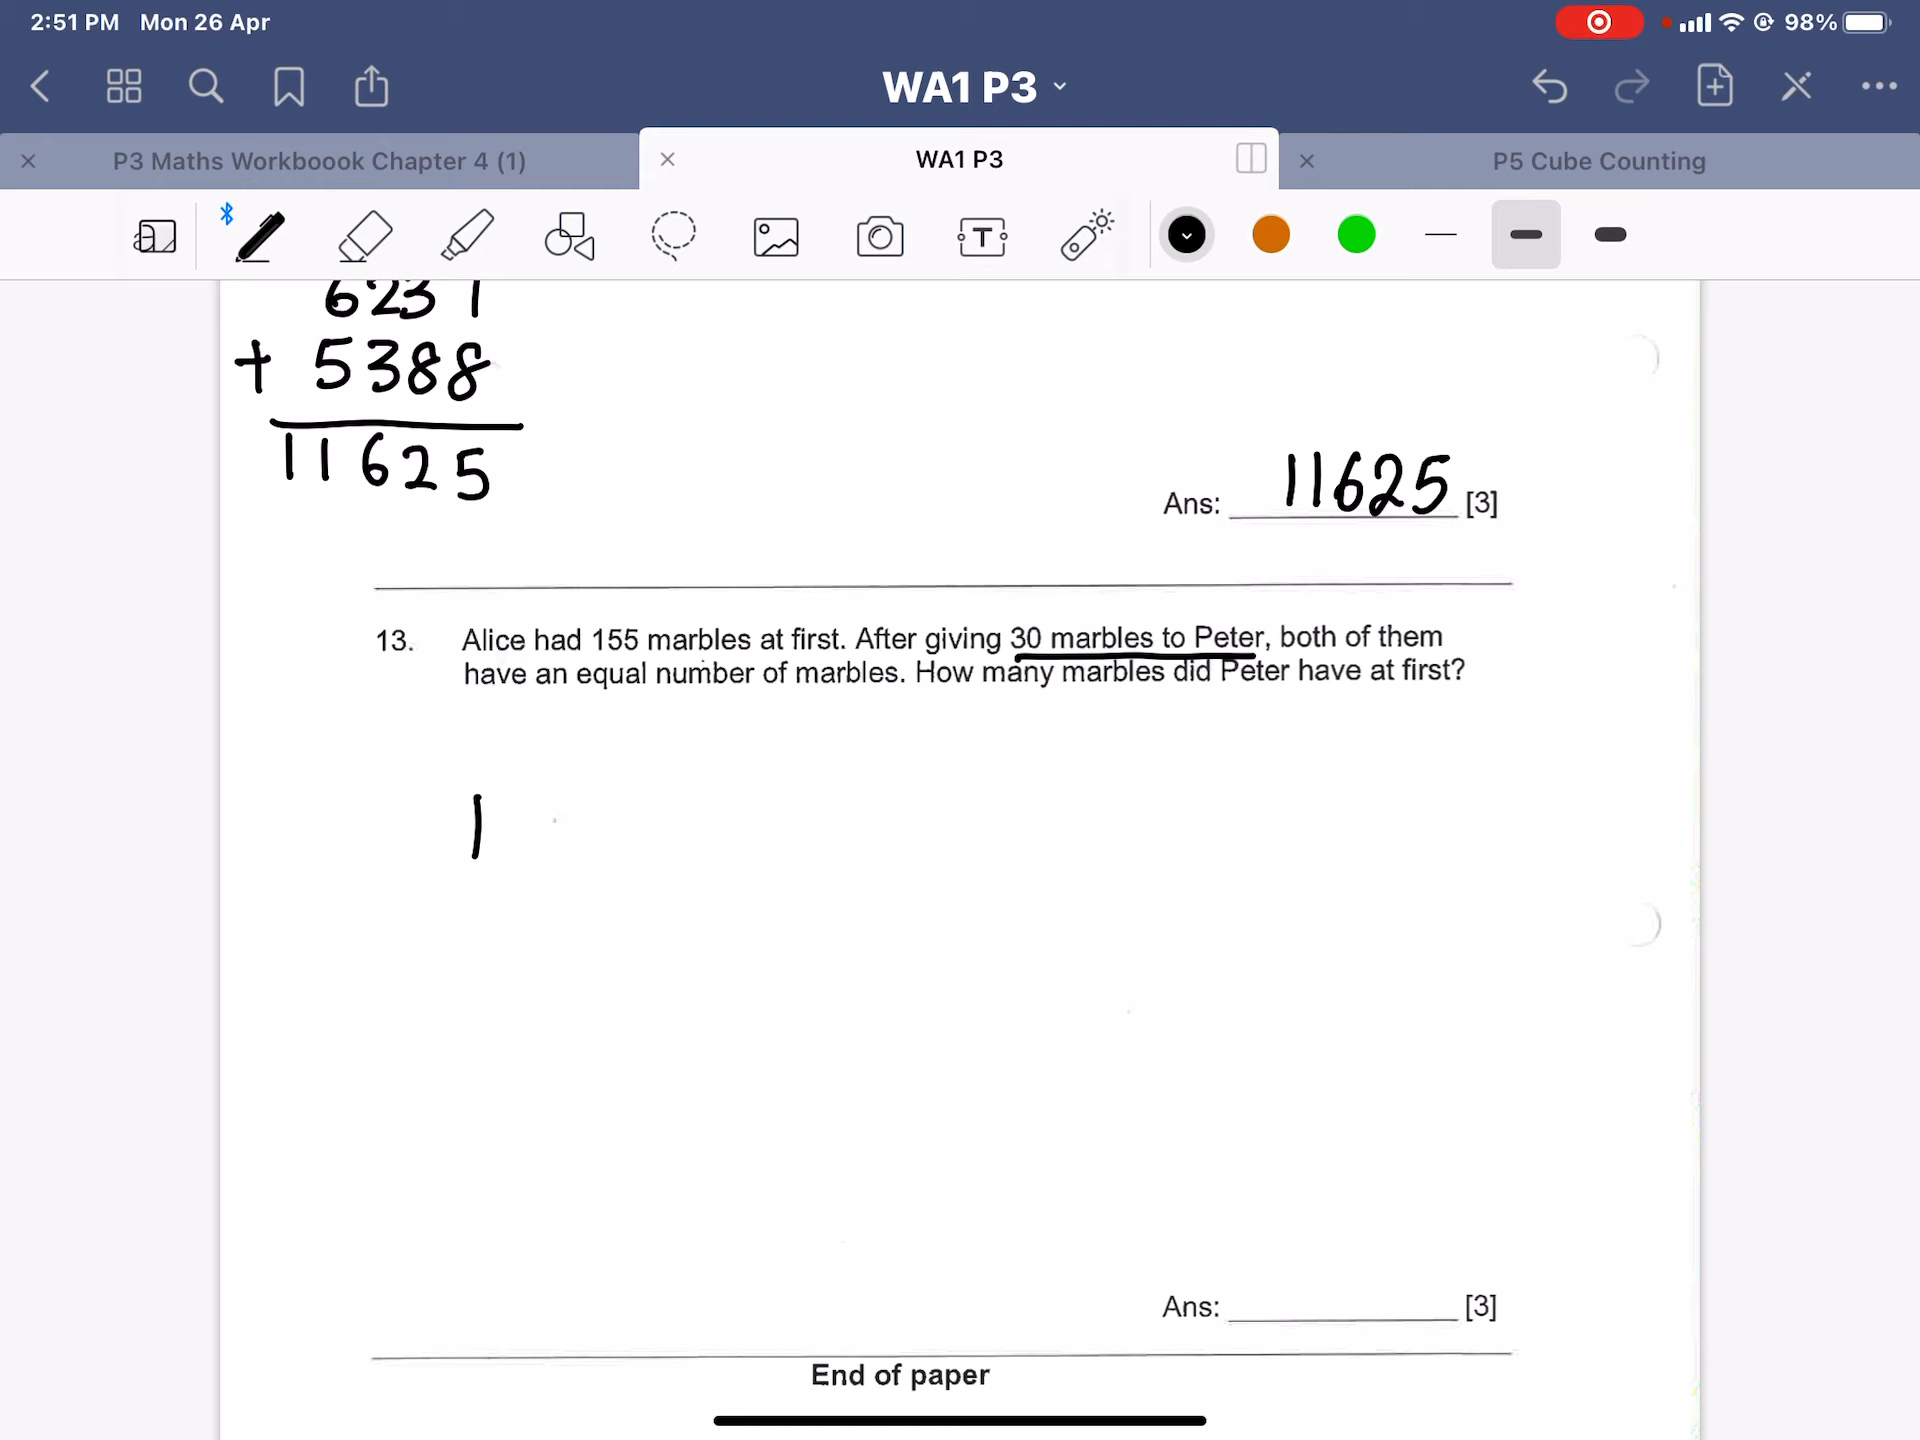 2:51 PM Mon 26 Apr 98%
WA1 P3
P3 Maths Workboook Chapter 4 (1) WA1 P3 P5 Cube Counting
a T
6231
+ 5388
11625
Ans: 11625 [3]
13. Alice had 155 marbles at first. After giving 30 marbles to Peter, both of them
have an equal number of marbles. How many marbles did Peter have at first?
1
Ans: [3]
End of paper